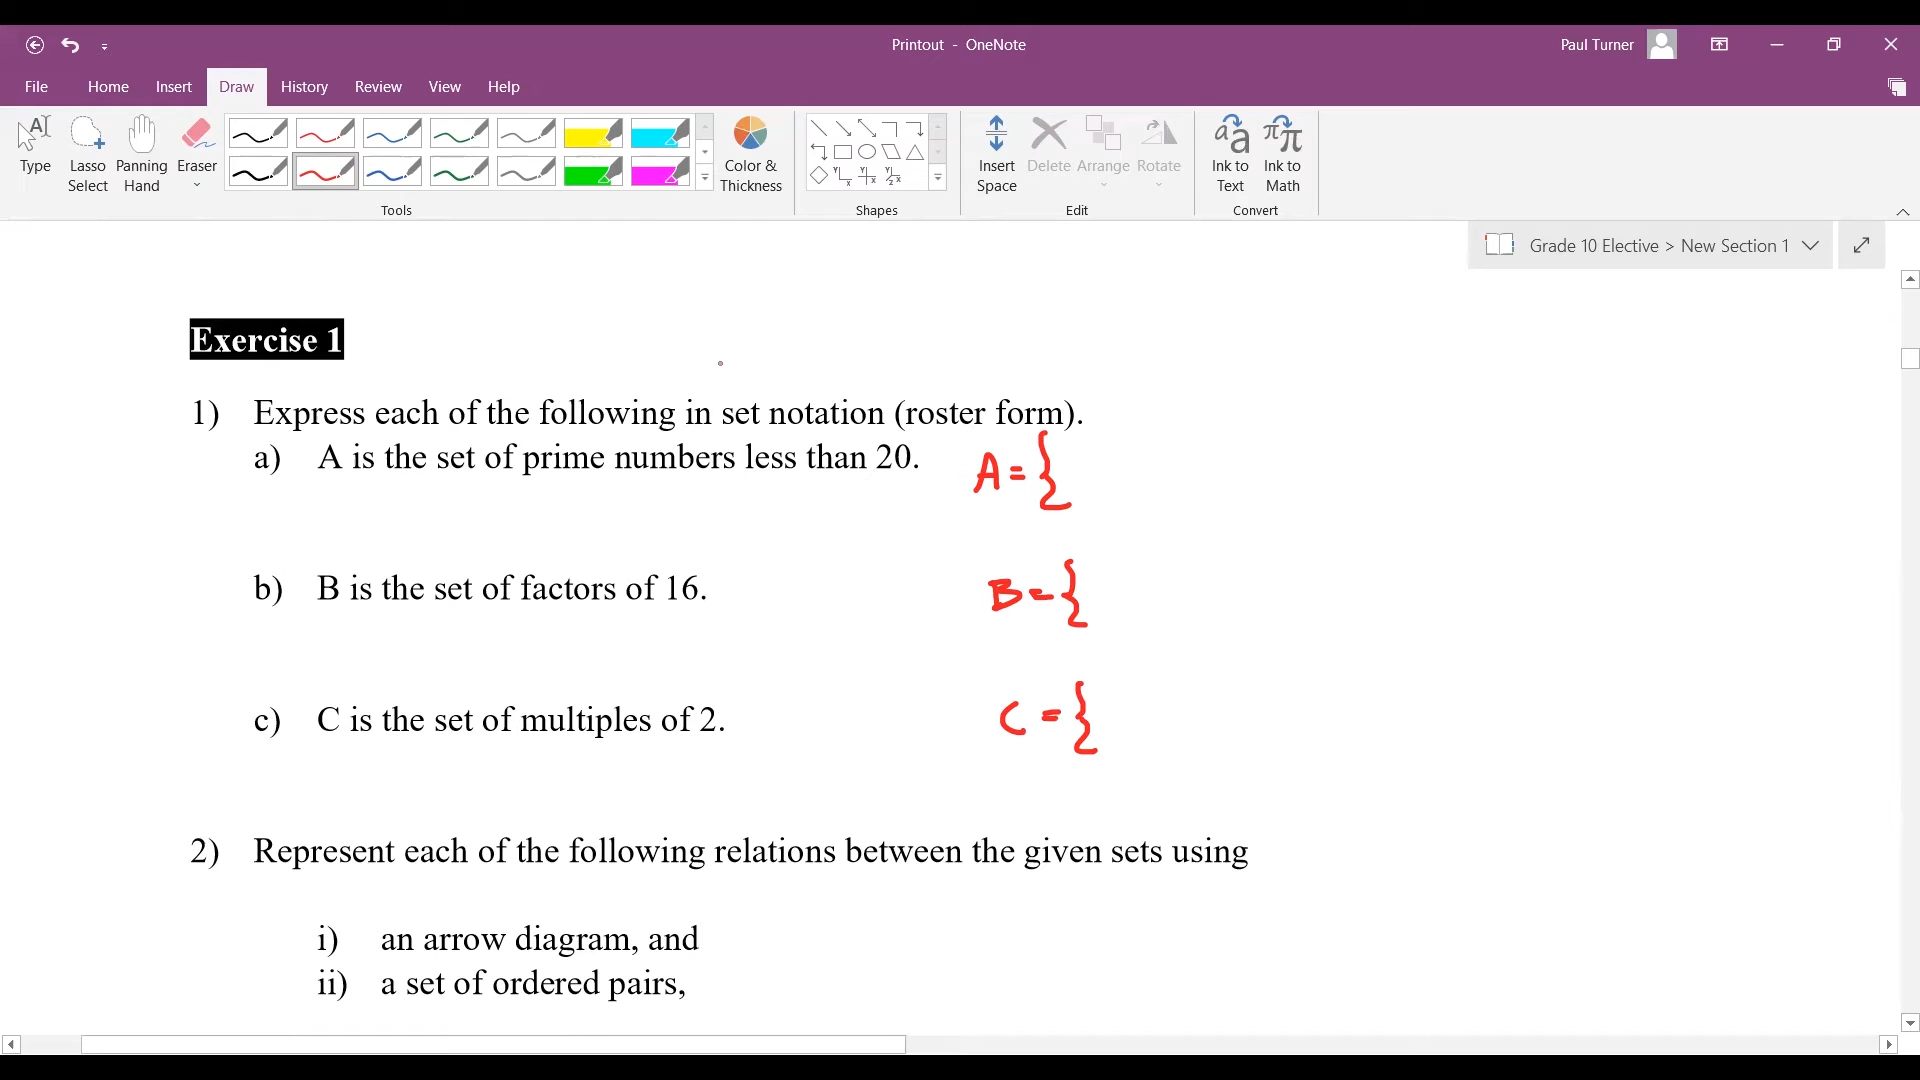 Printout - OneNote
Paul Turner
File Home Insert Draw History Review View Help
Type
Lasso Select
Panning Hand
Eraser
Color & Thickness
Insert Space
Delete
Arrange
Rotate
Ink to Text
Ink to Math
Tools
Shapes
Edit
Convert
Grade 10 Elective > New Section 1
Exercise 1
1) Express each of the following in set notation (roster form).
a) A is the set of prime numbers less than 20. A = {
b) B is the set of factors of 16. B = {
c) C is the set of multiples of 2. C = {
2) Represent each of the following relations between the given sets using
i) an arrow diagram, and
ii) a set of ordered pairs,